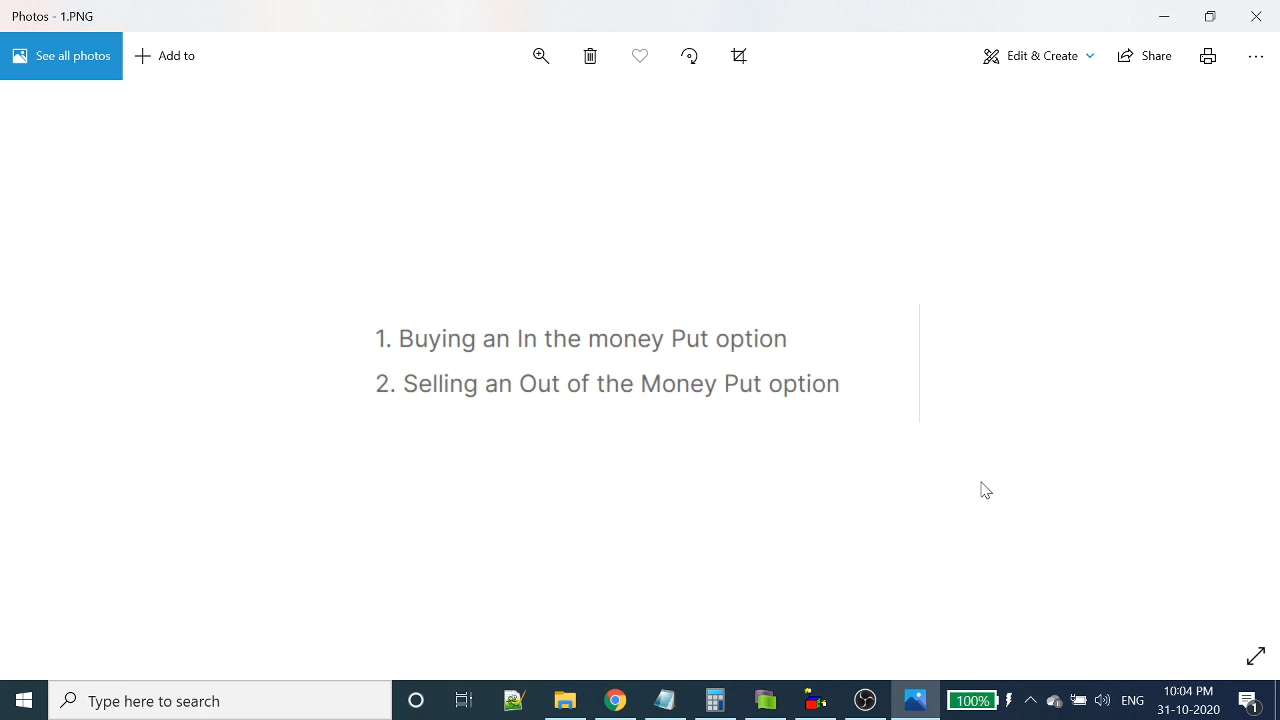 Photos - 1.PNG
See all photos
Add to
Edit & Create
Share
1. Buying an In the money Put option
2. Selling an Out of the Money Put option
Type here to search
100%
ENG
10:04 PM
31-10-2020
1